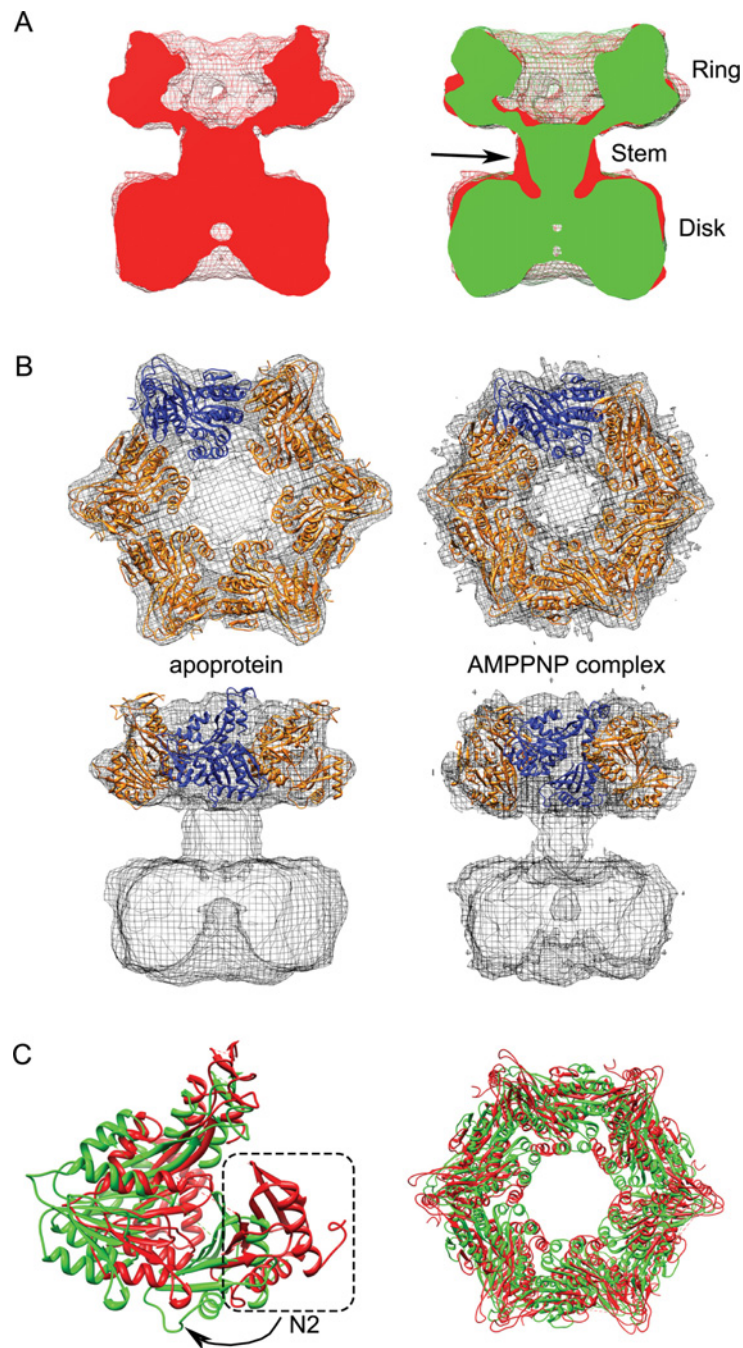 A
Ring
Stem
Disk
B
apoprotein
AMPPNP complex
C
N2